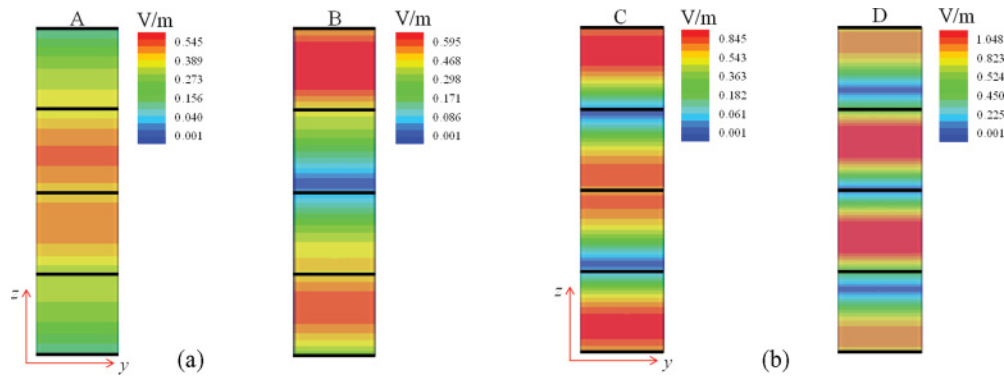 A
V/m
0.545
0.389
0.273
0.156
0.040
0.001
z
y
(a)
B
V/m
0.595
0.468
0.298
0.171
0.086
0.001
C
V/m
0.845
0.543
0.363
0.182
0.061
0.001
z
y
(b)
D
V/m
1.048
0.823
0.524
0.450
0.225
0.001